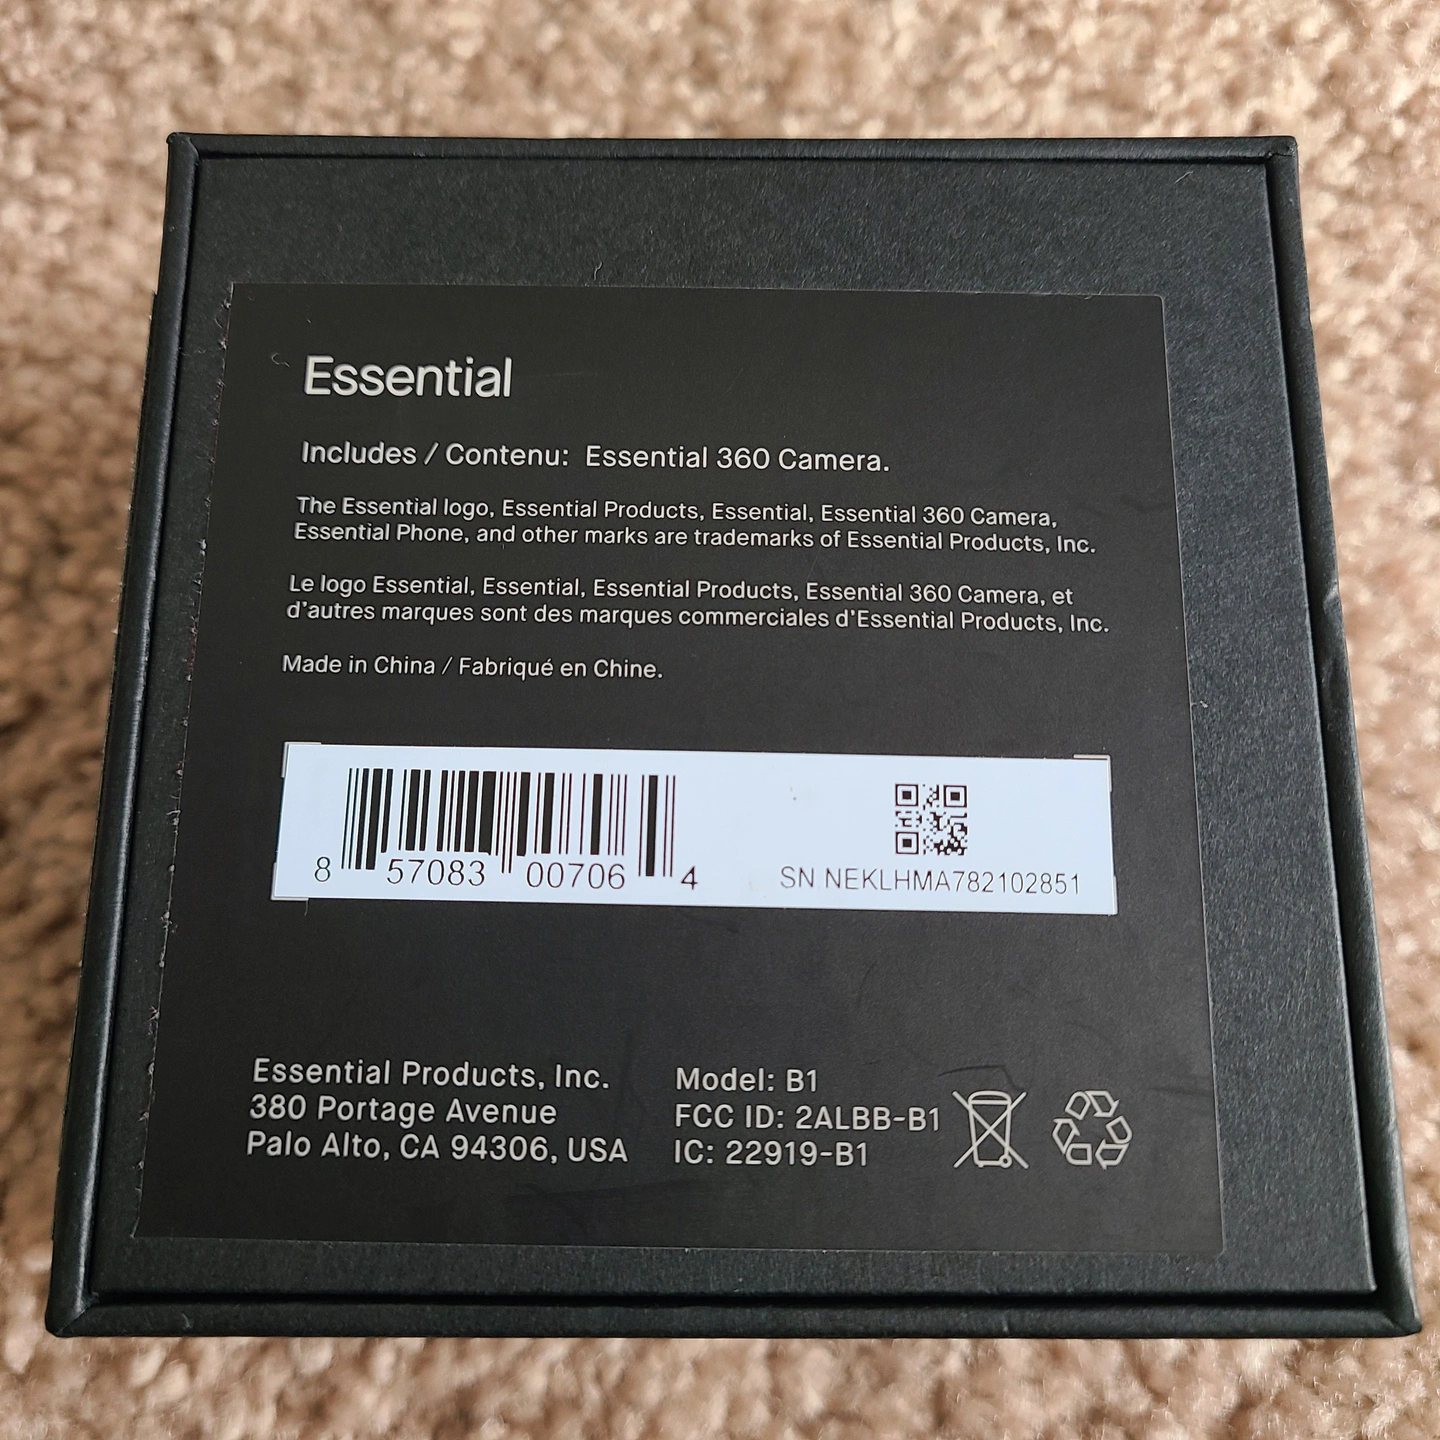 Essential
Includes / Contenu: Essential 360 Camera.
The Essential logo, Essential Products, Essential, Essential 360 Camera,
Essential Phone, and other marks are trademarks of Essential Products, Inc.
Le logo Essential, Essential, Essential Products, Essential 360 Camera, et
d'autres marques sont des marques commerciales d'Essential Products, Inc.
Made in China / Fabriqué en Chine.
8 57083 00706 4
SN NEKLHMA782102851
Essential Products, Inc.
380 Portage Avenue
Palo Alto, CA 94306, USA
Model: B1
FCC ID: 2ALBB-B1
IC: 22919-B1